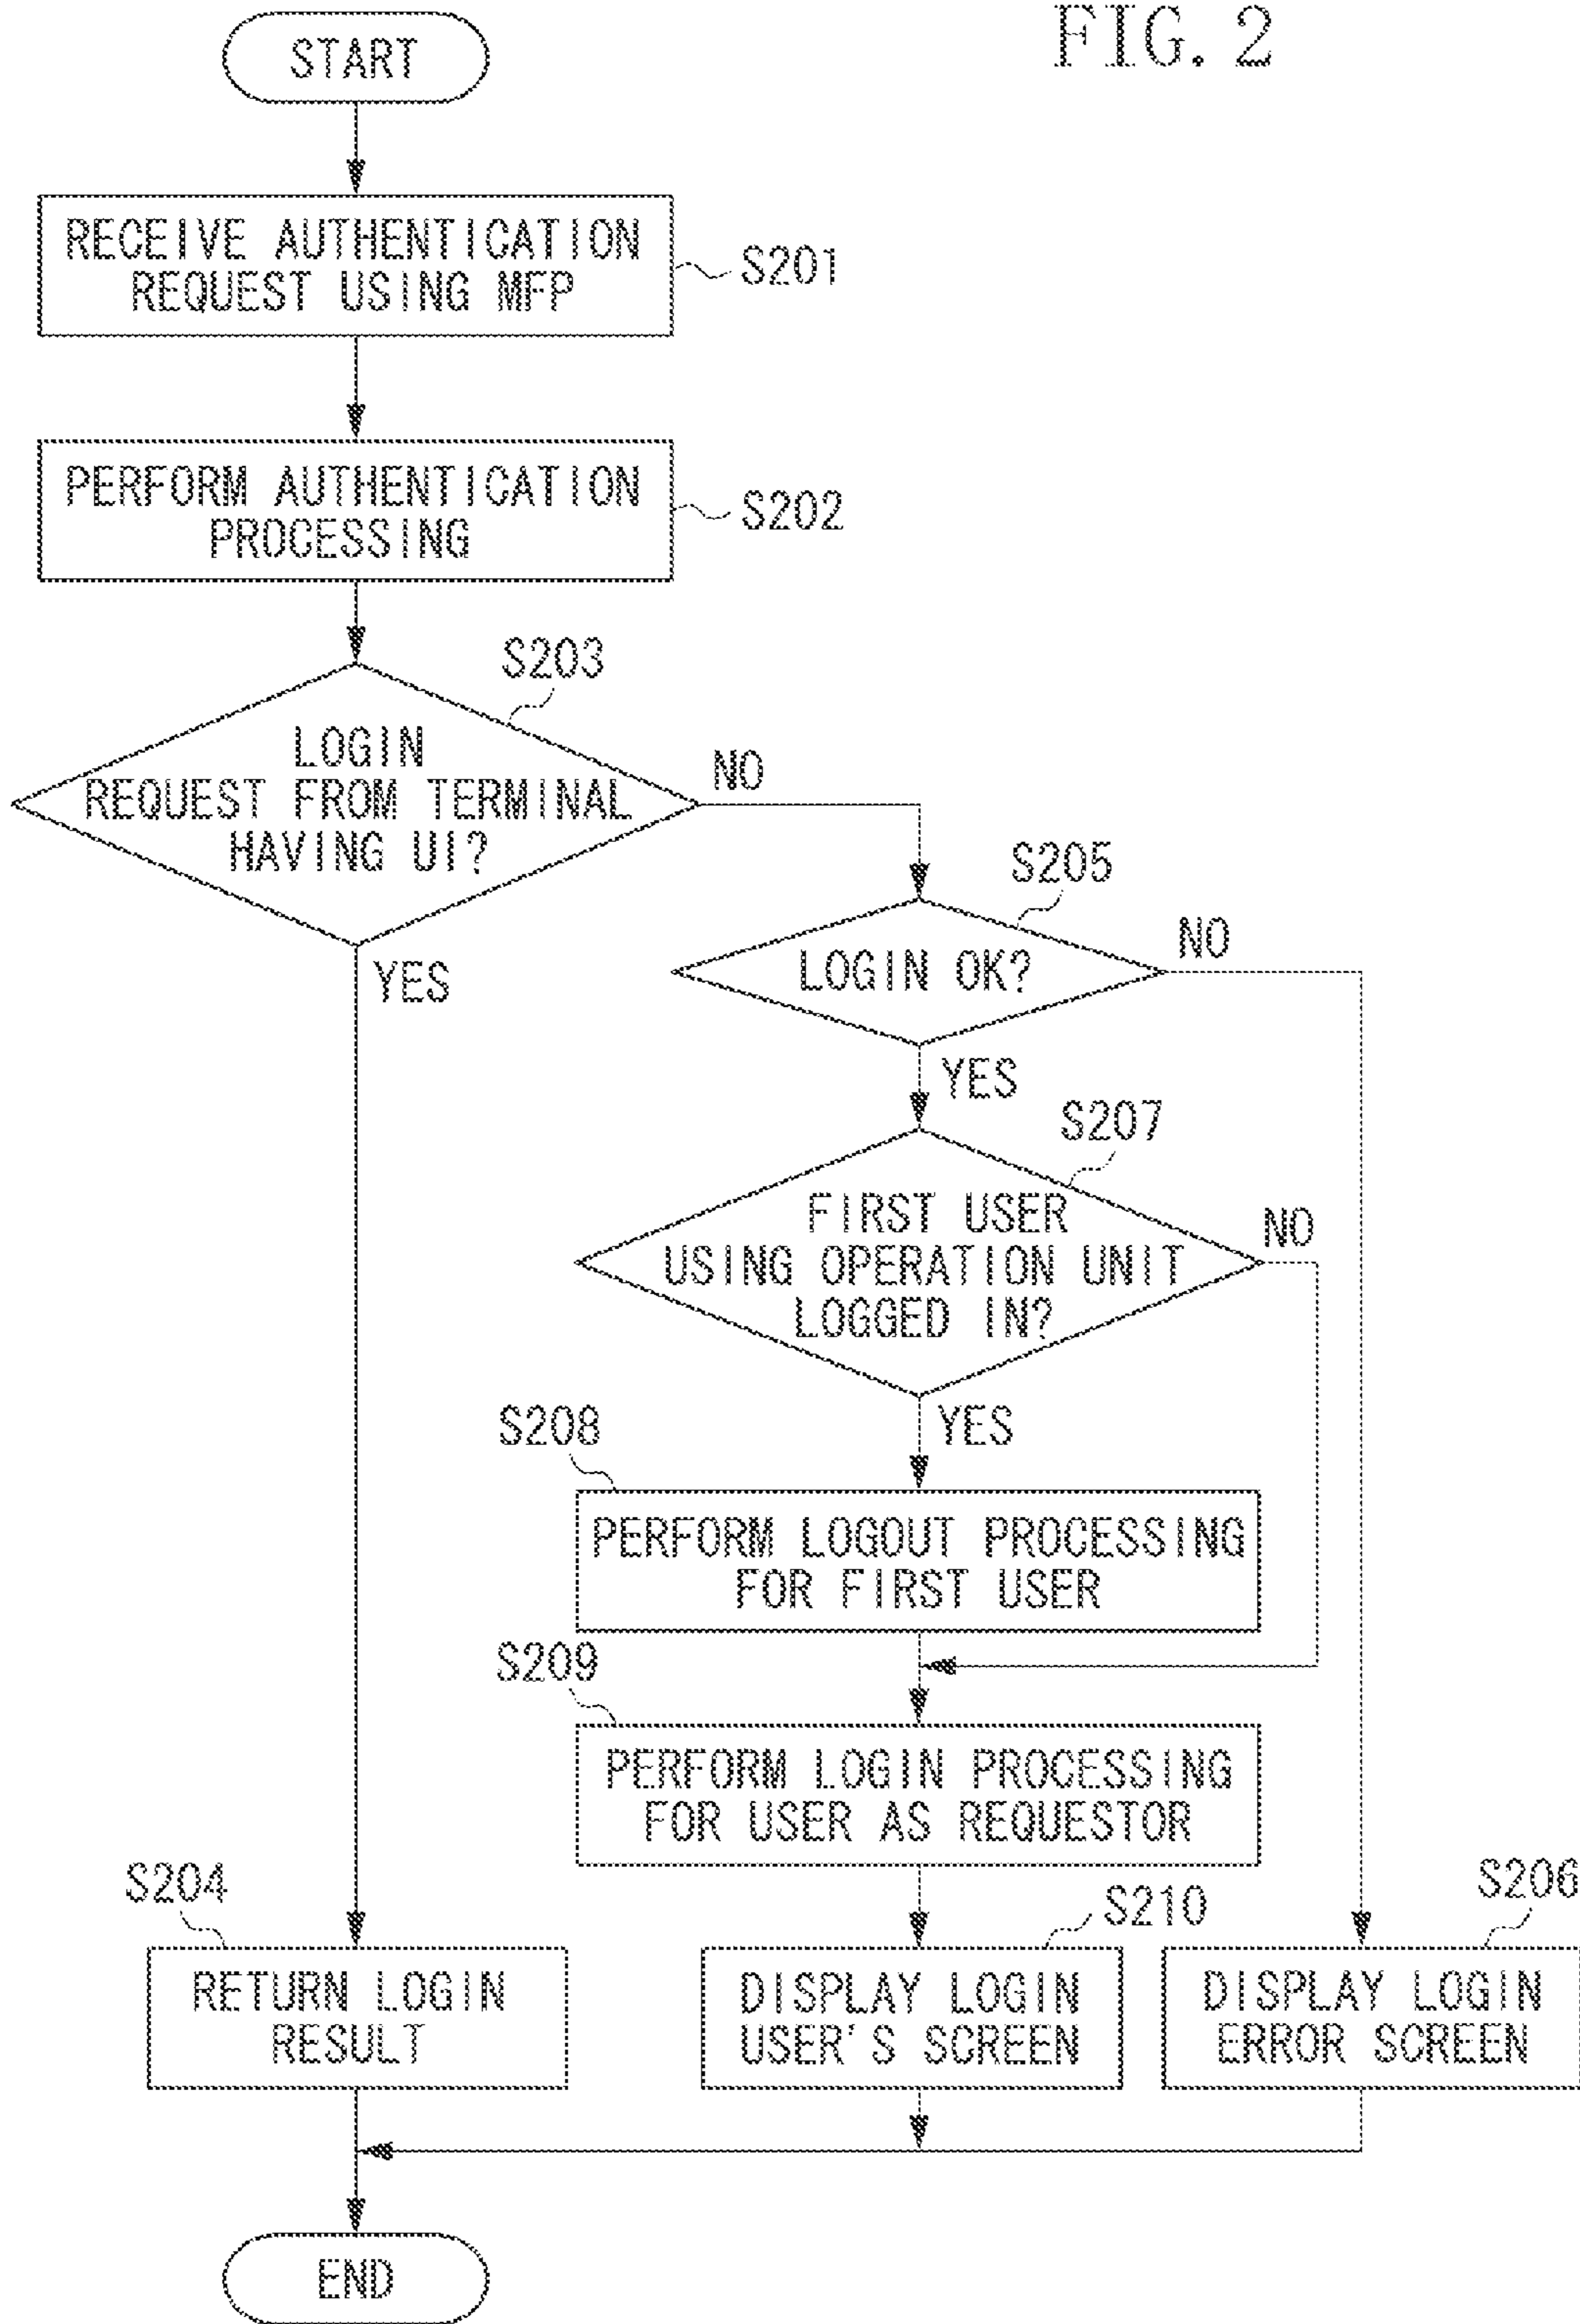 FIG. 2
START
RECEIVE AUTHENTICATION
REQUEST USING MFP
S201
PERFORM AUTHENTICATION
PROCESSING
S202
S203
LOGIN
REQUEST FROM TERMINAL
HAVING UI?
NO
YES
S205
LOGIN OK?
NO
YES
S207
FIRST USER
USING OPERATION UNIT
LOGGED IN?
NO
YES
S208
PERFORM LOGOUT PROCESSING
FOR FIRST USER
S209
PERFORM LOGIN PROCESSING
FOR USER AS REQUESTOR
S204
RETURN LOGIN
RESULT
S210
DISPLAY LOGIN
USER'S SCREEN
S206
DISPLAY LOGIN
ERROR SCREEN
END